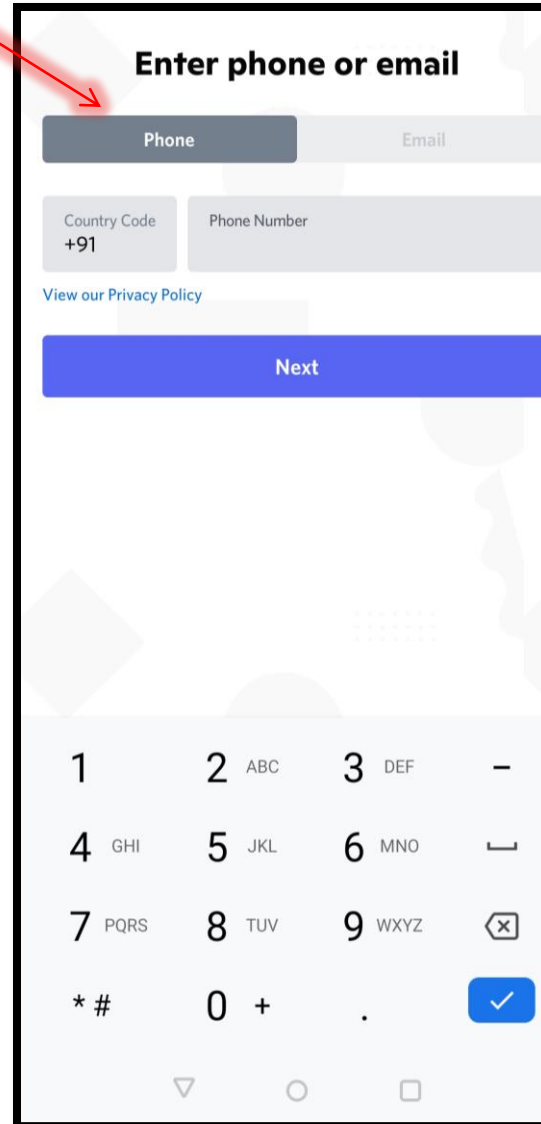 Enter phone or email
Phone Email
Country Code Phone Number
+91
View our Privacy Policy
Next
1 2 ABC 3 DEF -
4 GHI 5 JKL 6 MNO
7 PQRS 8 TUV 9 WXYZ
* # 0 + .